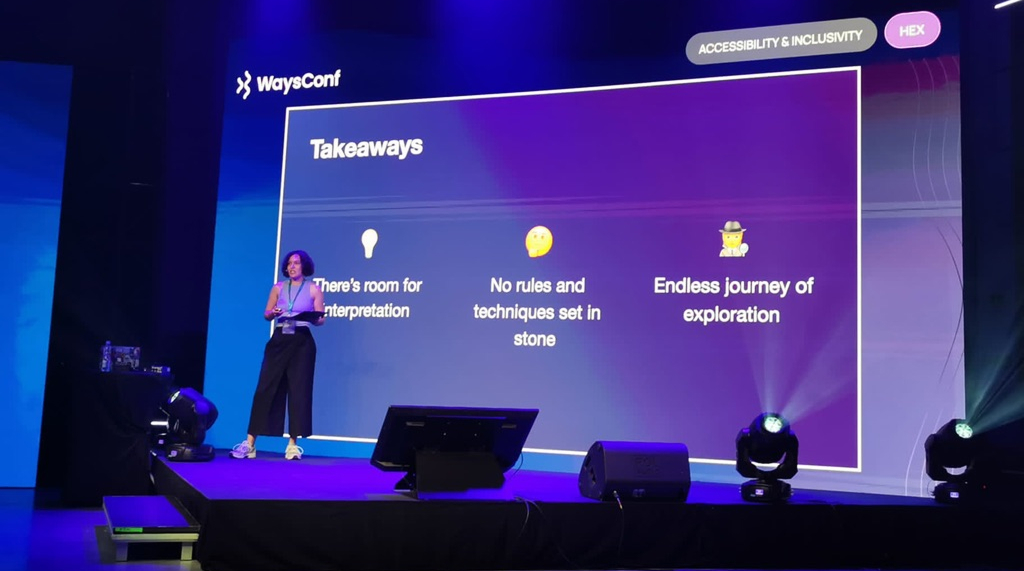 ACCESSIBILITY & INCLUSIVITY
HEX
WaysConf
Takeaways
There's room for
interpretation
No rules and
techniques set in
stone
Endless journey of
exploration